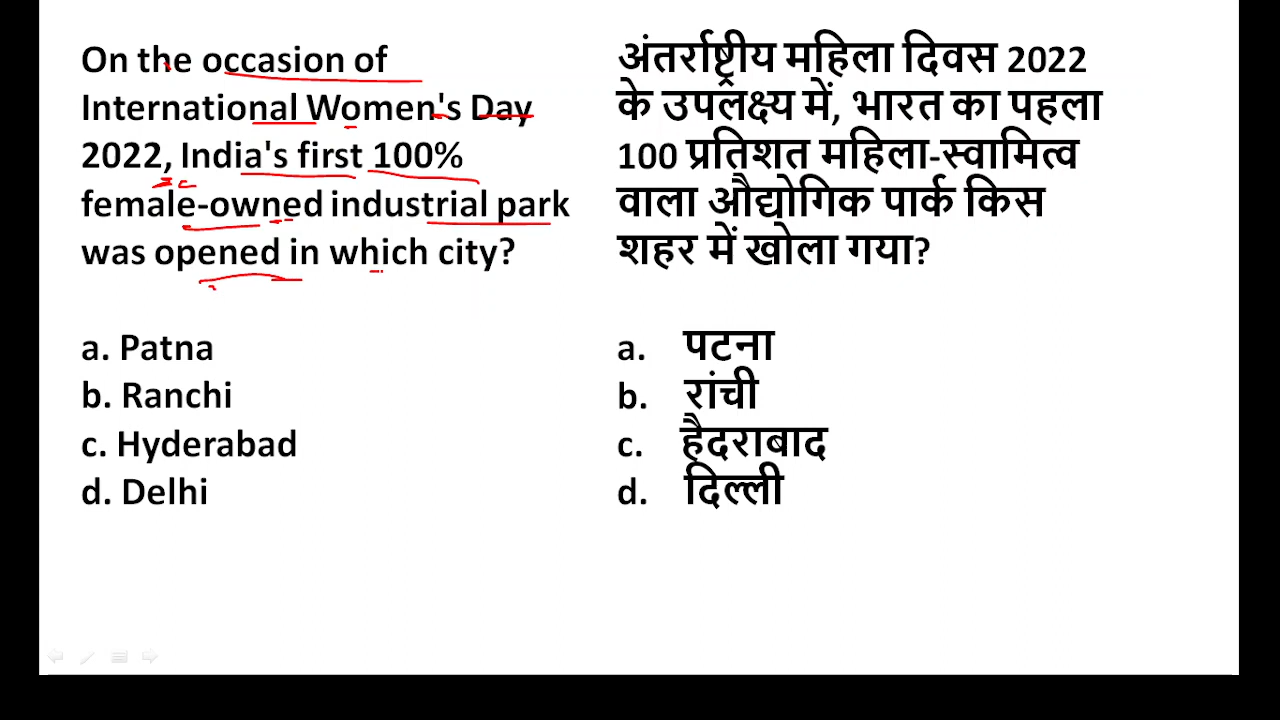 On the occasion of
International Women's Day
2022, India's first 100%
female-owned industrial park
was opened in which city?
a. Patna
b. Ranchi
c. Hyderabad
d. Delhi
अंतर्राष्ट्रीय महिला दिवस 2022
के उपलक्ष्य में, भारत का पहला
100 प्रतिशत महिला-स्वामित्व
वाला औद्योगिक पार्क किस
शहर में खोला गया?
a. पटना
b. रांची
c. हैदराबाद
d. दिल्ली